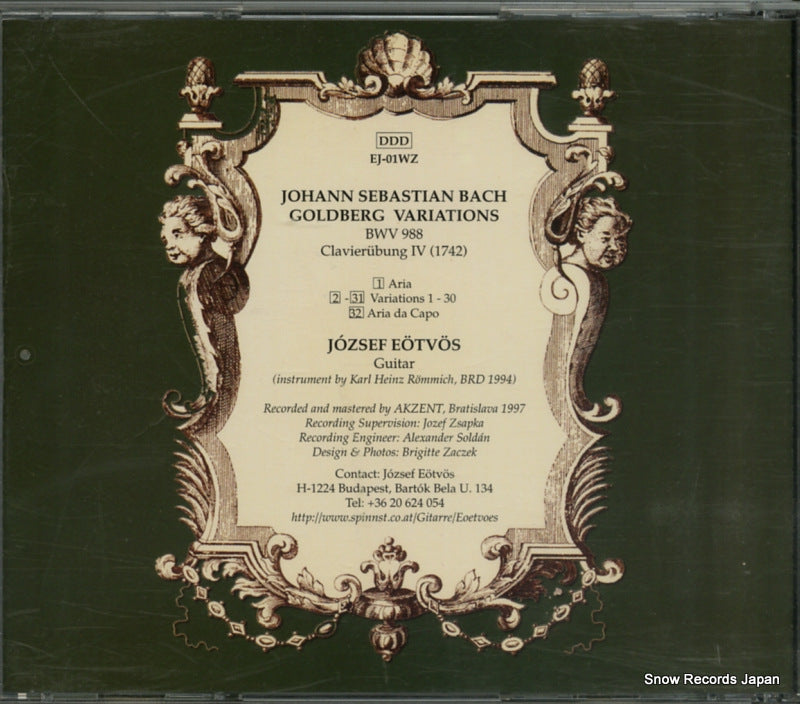 DDD
EJ-01WZ
JOHANN SEBASTIAN BACH
GOLDBERG VARIATIONS
BWV 988
Clavierübung IV (1742)
1 Aria
2 - 31 Variations 1 - 30
32 Aria da Capo
JÓZSEF EÖTVÖS
Guitar
(instrument by Karl Heinz Römmich, BRD 1994)
Recorded and mastered by AKZENT, Bratislava 1997
Recording Supervision: Jozef Zsapka
Recording Engineer: Alexander Soldán
Design & Photos: Brigitte Zaczek
Contact: József Eötvös
H-1224 Budapest, Bartók Bela U. 134
Tel: +36 20 624 054
http://www.spinnst.co.at/Gitarre/Eoetvoes
Snow Records Japan